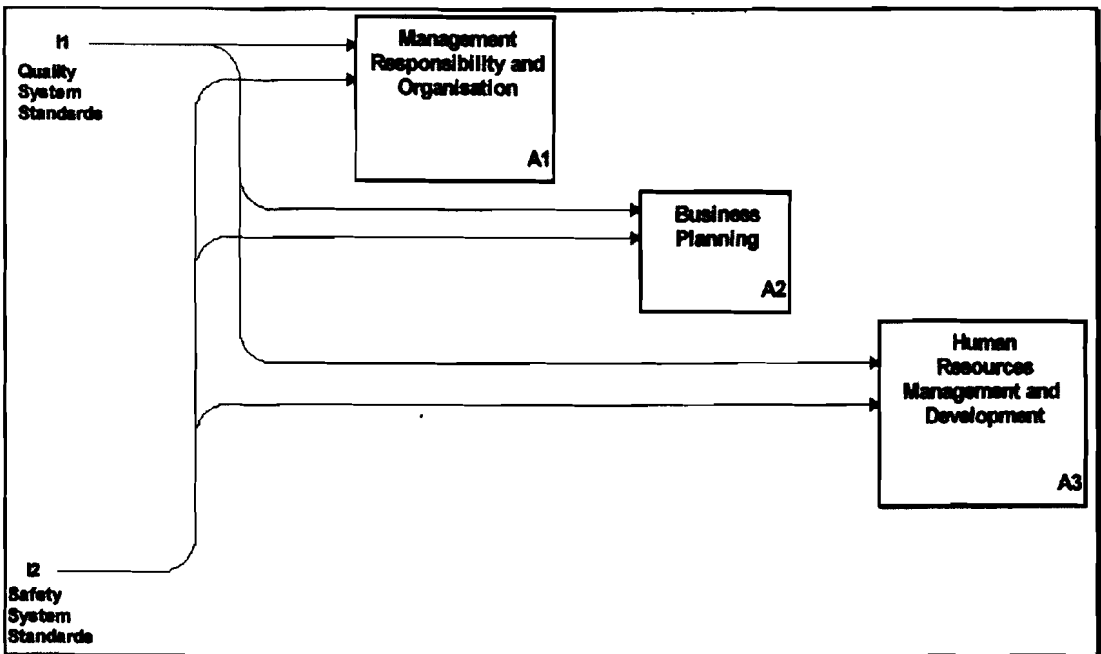 I1
Quality
System
Standards
Management
Responsibility and
Organisation
A1
Business
Planning
A2
Human
Resources
Management and
Development
A3
I2
Safety
System
Standards